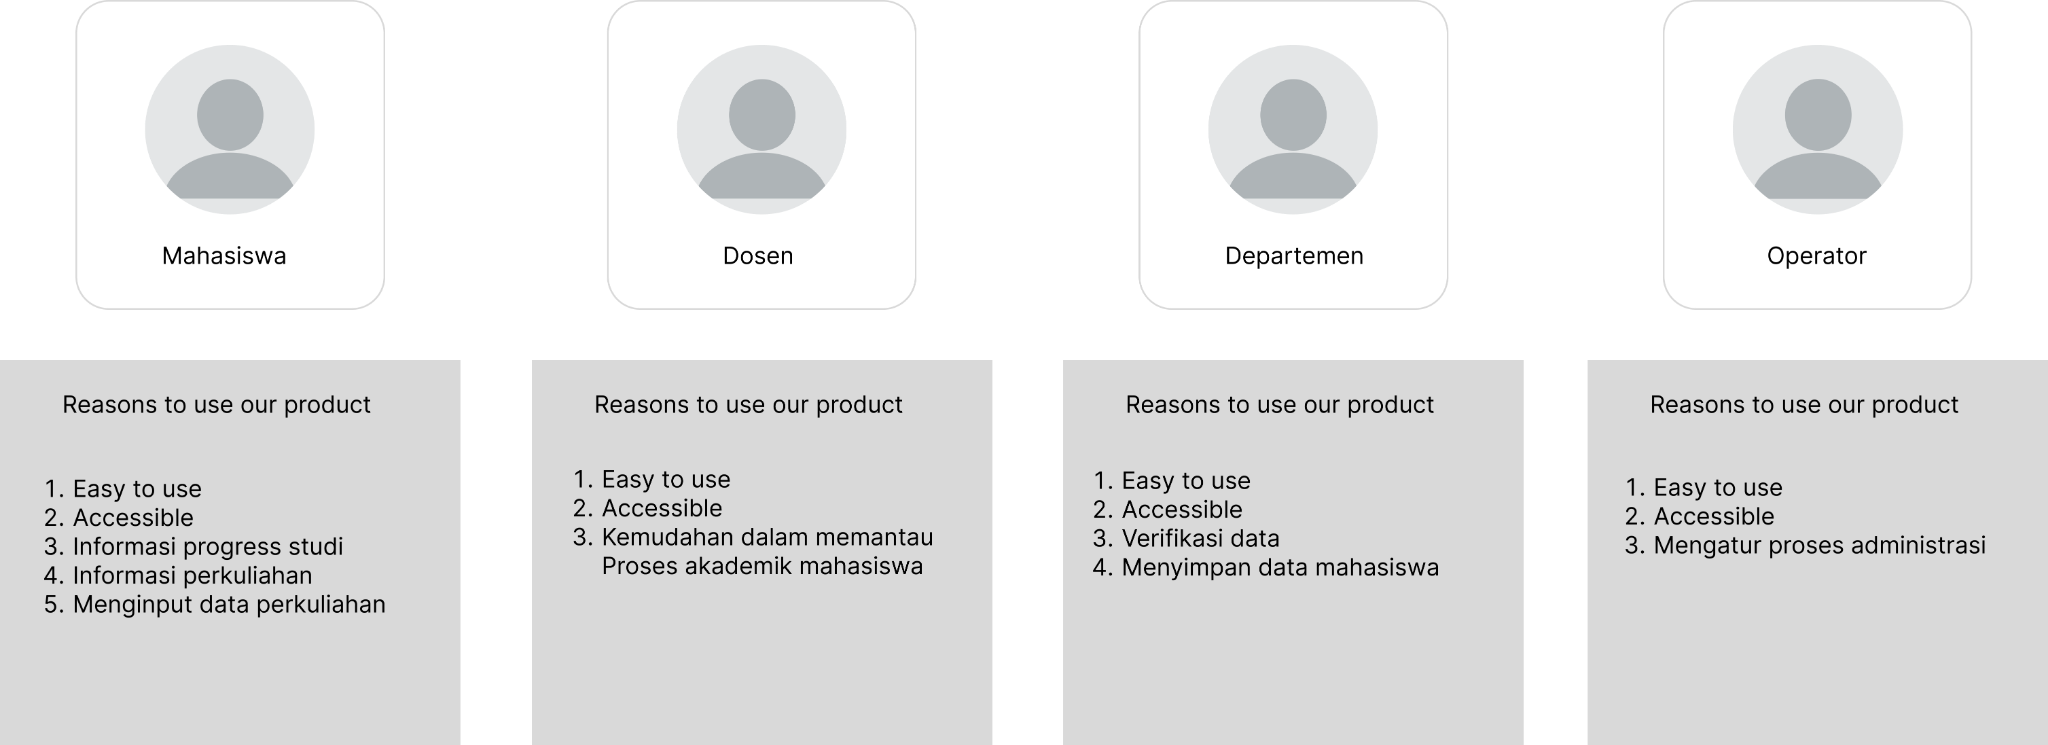 Mahasiswa
Dosen
Departemen
Operator
Reasons to use our product
1. Easy to use
2. Accessible
3. Informasi progress studi
4. Informasi perkuliahan
5. Menginput data perkuliahan
Reasons to use our product
1. Easy to use
2. Accessible
3. Kemudahan dalam memantau
Proses akademik mahasiswa
Reasons to use our product
1. Easy to use
2. Accessible
3. Verifikasi data
4. Menyimpan data mahasiswa
Reasons to use our product
1. Easy to use
2. Accessible
3. Mengatur proses administrasi